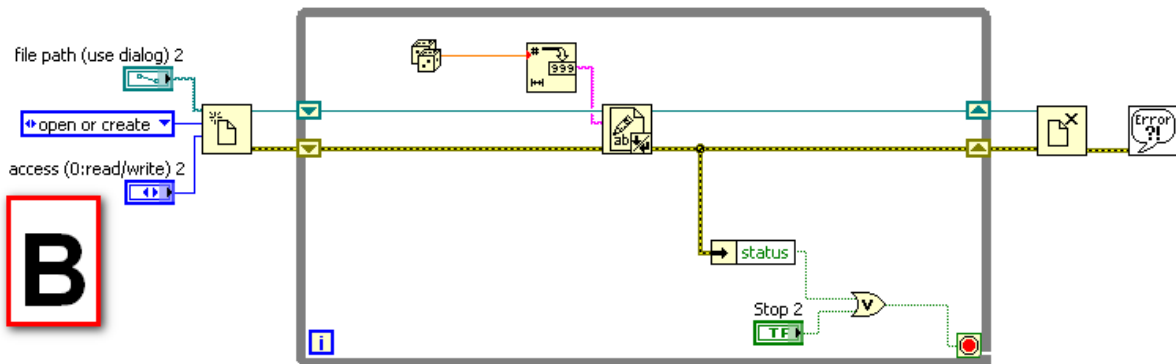 file path (use dialog) 2
open or create
access (0:read/write) 2
B
#
999
ab
status
Stop 2
TF
V
i
Error
?!